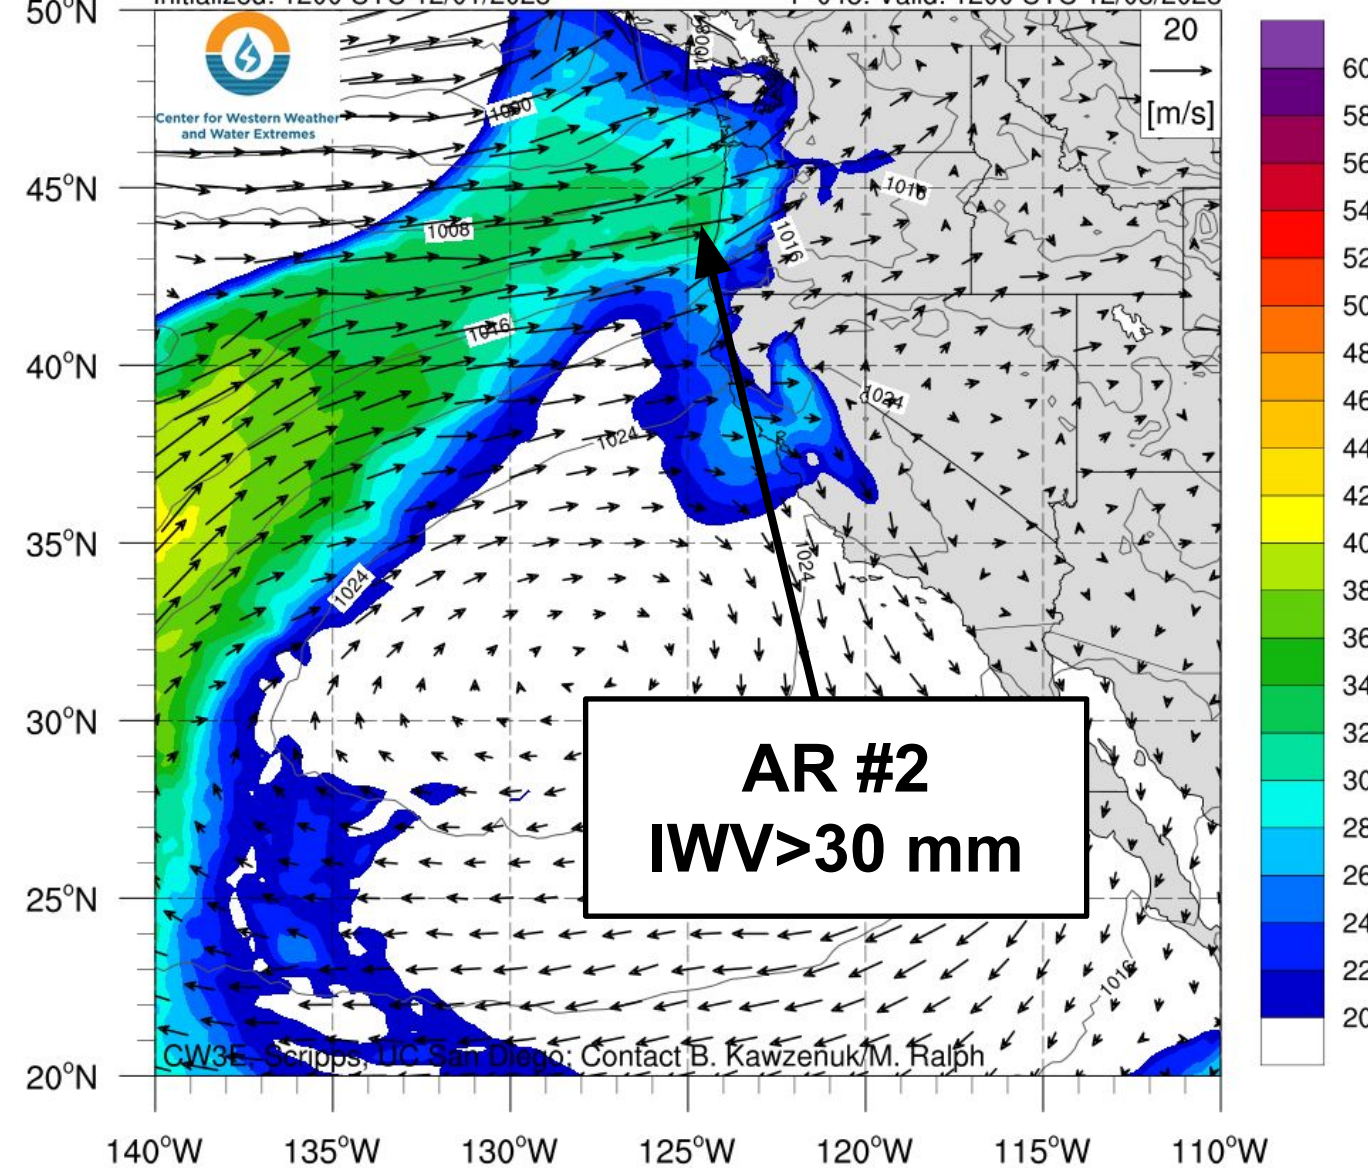 50°N
20
[m/s]
Center for Western Weather
and Water Extremes
1000
1008
1016
45°N
1008
1016
1016
40°N
1024
1024
35°N
1024
1024
30°N
AR #2
IWV>30 mm
25°N
1016
CW3E, Scripps, UC San Diego; Contact B. Kawzenuk/M. Ralph
20°N
140°W
135°W
130°W
125°W
120°W
115°W
110°W
60
58
56
54
52
50
48
46
44
42
40
38
36
34
32
30
28
26
24
22
20